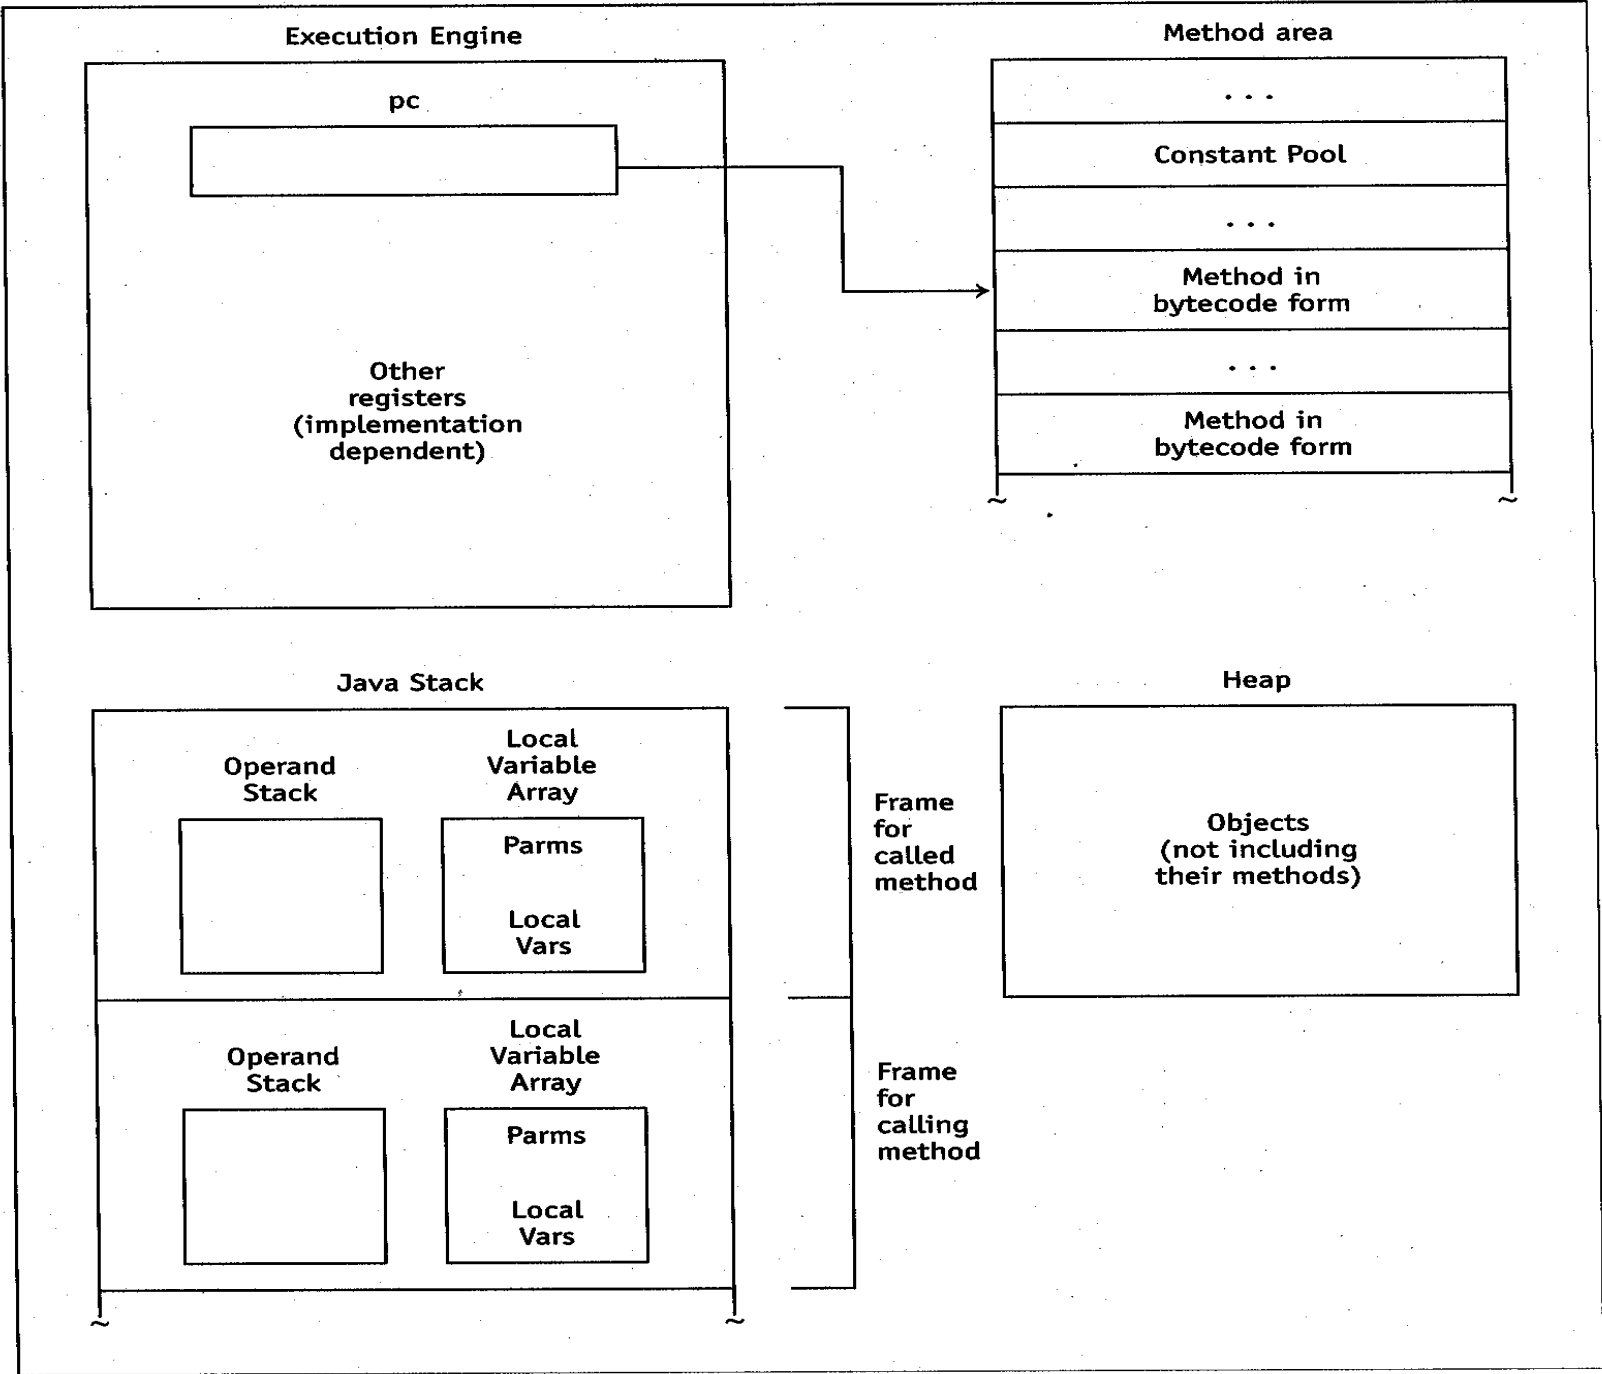 Execution Engine
pc
Other
registers
(implementation
dependent)
Method area
. . .
Constant Pool
. . .
Method in
bytecode form
. . .
Method in
bytecode form
~ ~
Java Stack
Operand
Stack
Local
Variable
Array
Parms
Local
Vars
Frame
for
called
method
Operand
Stack
Local
Variable
Array
Parms
Local
Vars
Frame
for
calling
method
~ ~
Heap
Objects
(not including
their methods)